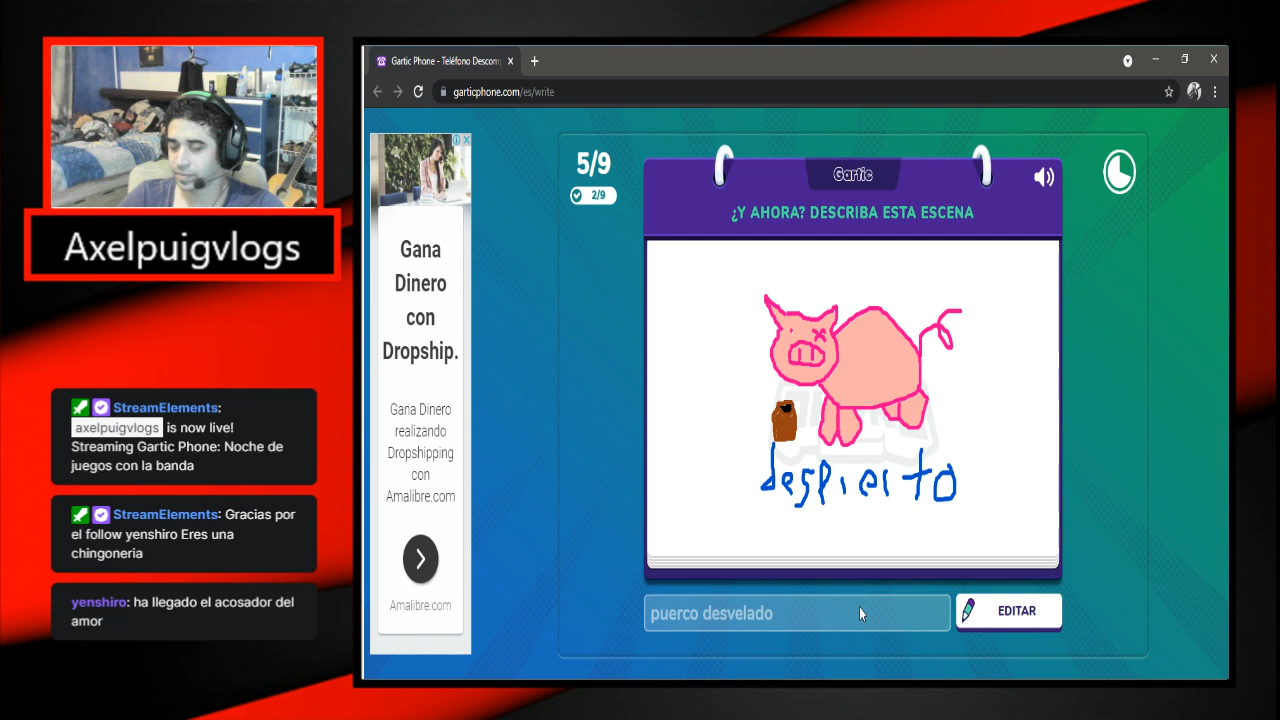 Gartic Phone - Teléfono Descom
garticphone.com/es/write
Axelpuigvlogs
StreamElements:
axelpuigvlogs is now live!
Streaming Gartic Phone: Noche de
juegos con la banda
StreamElements: Gracias por
el follow yenshiro Eres una
chingoneria
yenshiro: ha llegado el acosador del
amor
Gana
Dinero
con
Dropship.
Gana Dinero
realizando
Dropshipping
con
Amalibre.com
Amalibre.com
5/9
2/9
Gartic
¿Y AHORA? DESCRIBA ESTA ESCENA
despierto
puerco desvelado
EDITAR